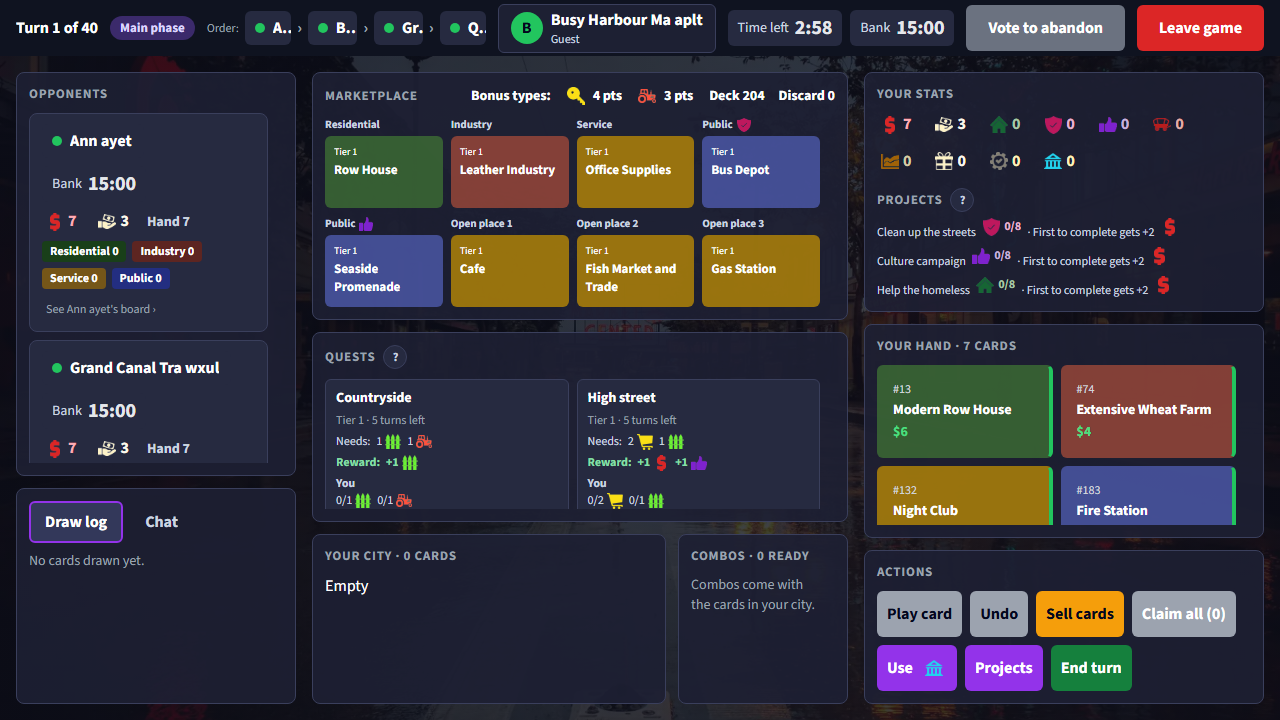 Turn 1 of 40
Main phase
Order: A.. › B.. › Gr. › Q..
B
Busy Harbour Ma aplt
Guest
Time left 2:58
Bank 15:00
Vote to abandon
Leave game
OPPONENTS
Ann ayet
Bank 15:00
7 3 Hand 7
Residential 0 Industry 0
Service 0 Public 0
See Ann ayet's board ›
Grand Canal Tra wxul
Bank 15:00
7 3 Hand 7
Draw log Chat
No cards drawn yet.
MARKETPLACE
Bonus types: 4 pts 3 pts Deck 204 Discard 0
Residential Industry Service Public
Tier 1 Tier 1 Tier 1 Tier 1
Row House Leather Industry Office Supplies Bus Depot
Public Open place 1 Open place 2 Open place 3
Tier 1 Tier 1 Tier 1 Tier 1
Seaside Promenade Cafe Fish Market and Trade Gas Station
QUESTS ?
Countryside
Tier 1 · 5 turns left
Needs: 1 1
Reward: +1
You
0/1 0/1
High street
Tier 1 · 5 turns left
Needs: 2 1
Reward: +1 +1
You
0/2 0/1
YOUR CITY · 0 CARDS
Empty
COMBOS · 0 READY
Combos come with
the cards in your city.
YOUR STATS
7 3 0 0 0 0
0 0 0 0
PROJECTS ?
Clean up the streets 0/8 · First to complete gets +2
Culture campaign 0/8 · First to complete gets +2
Help the homeless 0/8 · First to complete gets +2
YOUR HAND · 7 CARDS
#13
Modern Row House
$6
#74
Extensive Wheat Farm
$4
#132
Night Club
#183
Fire Station
ACTIONS
Play card Undo Sell cards Claim all (0)
Use Projects End turn